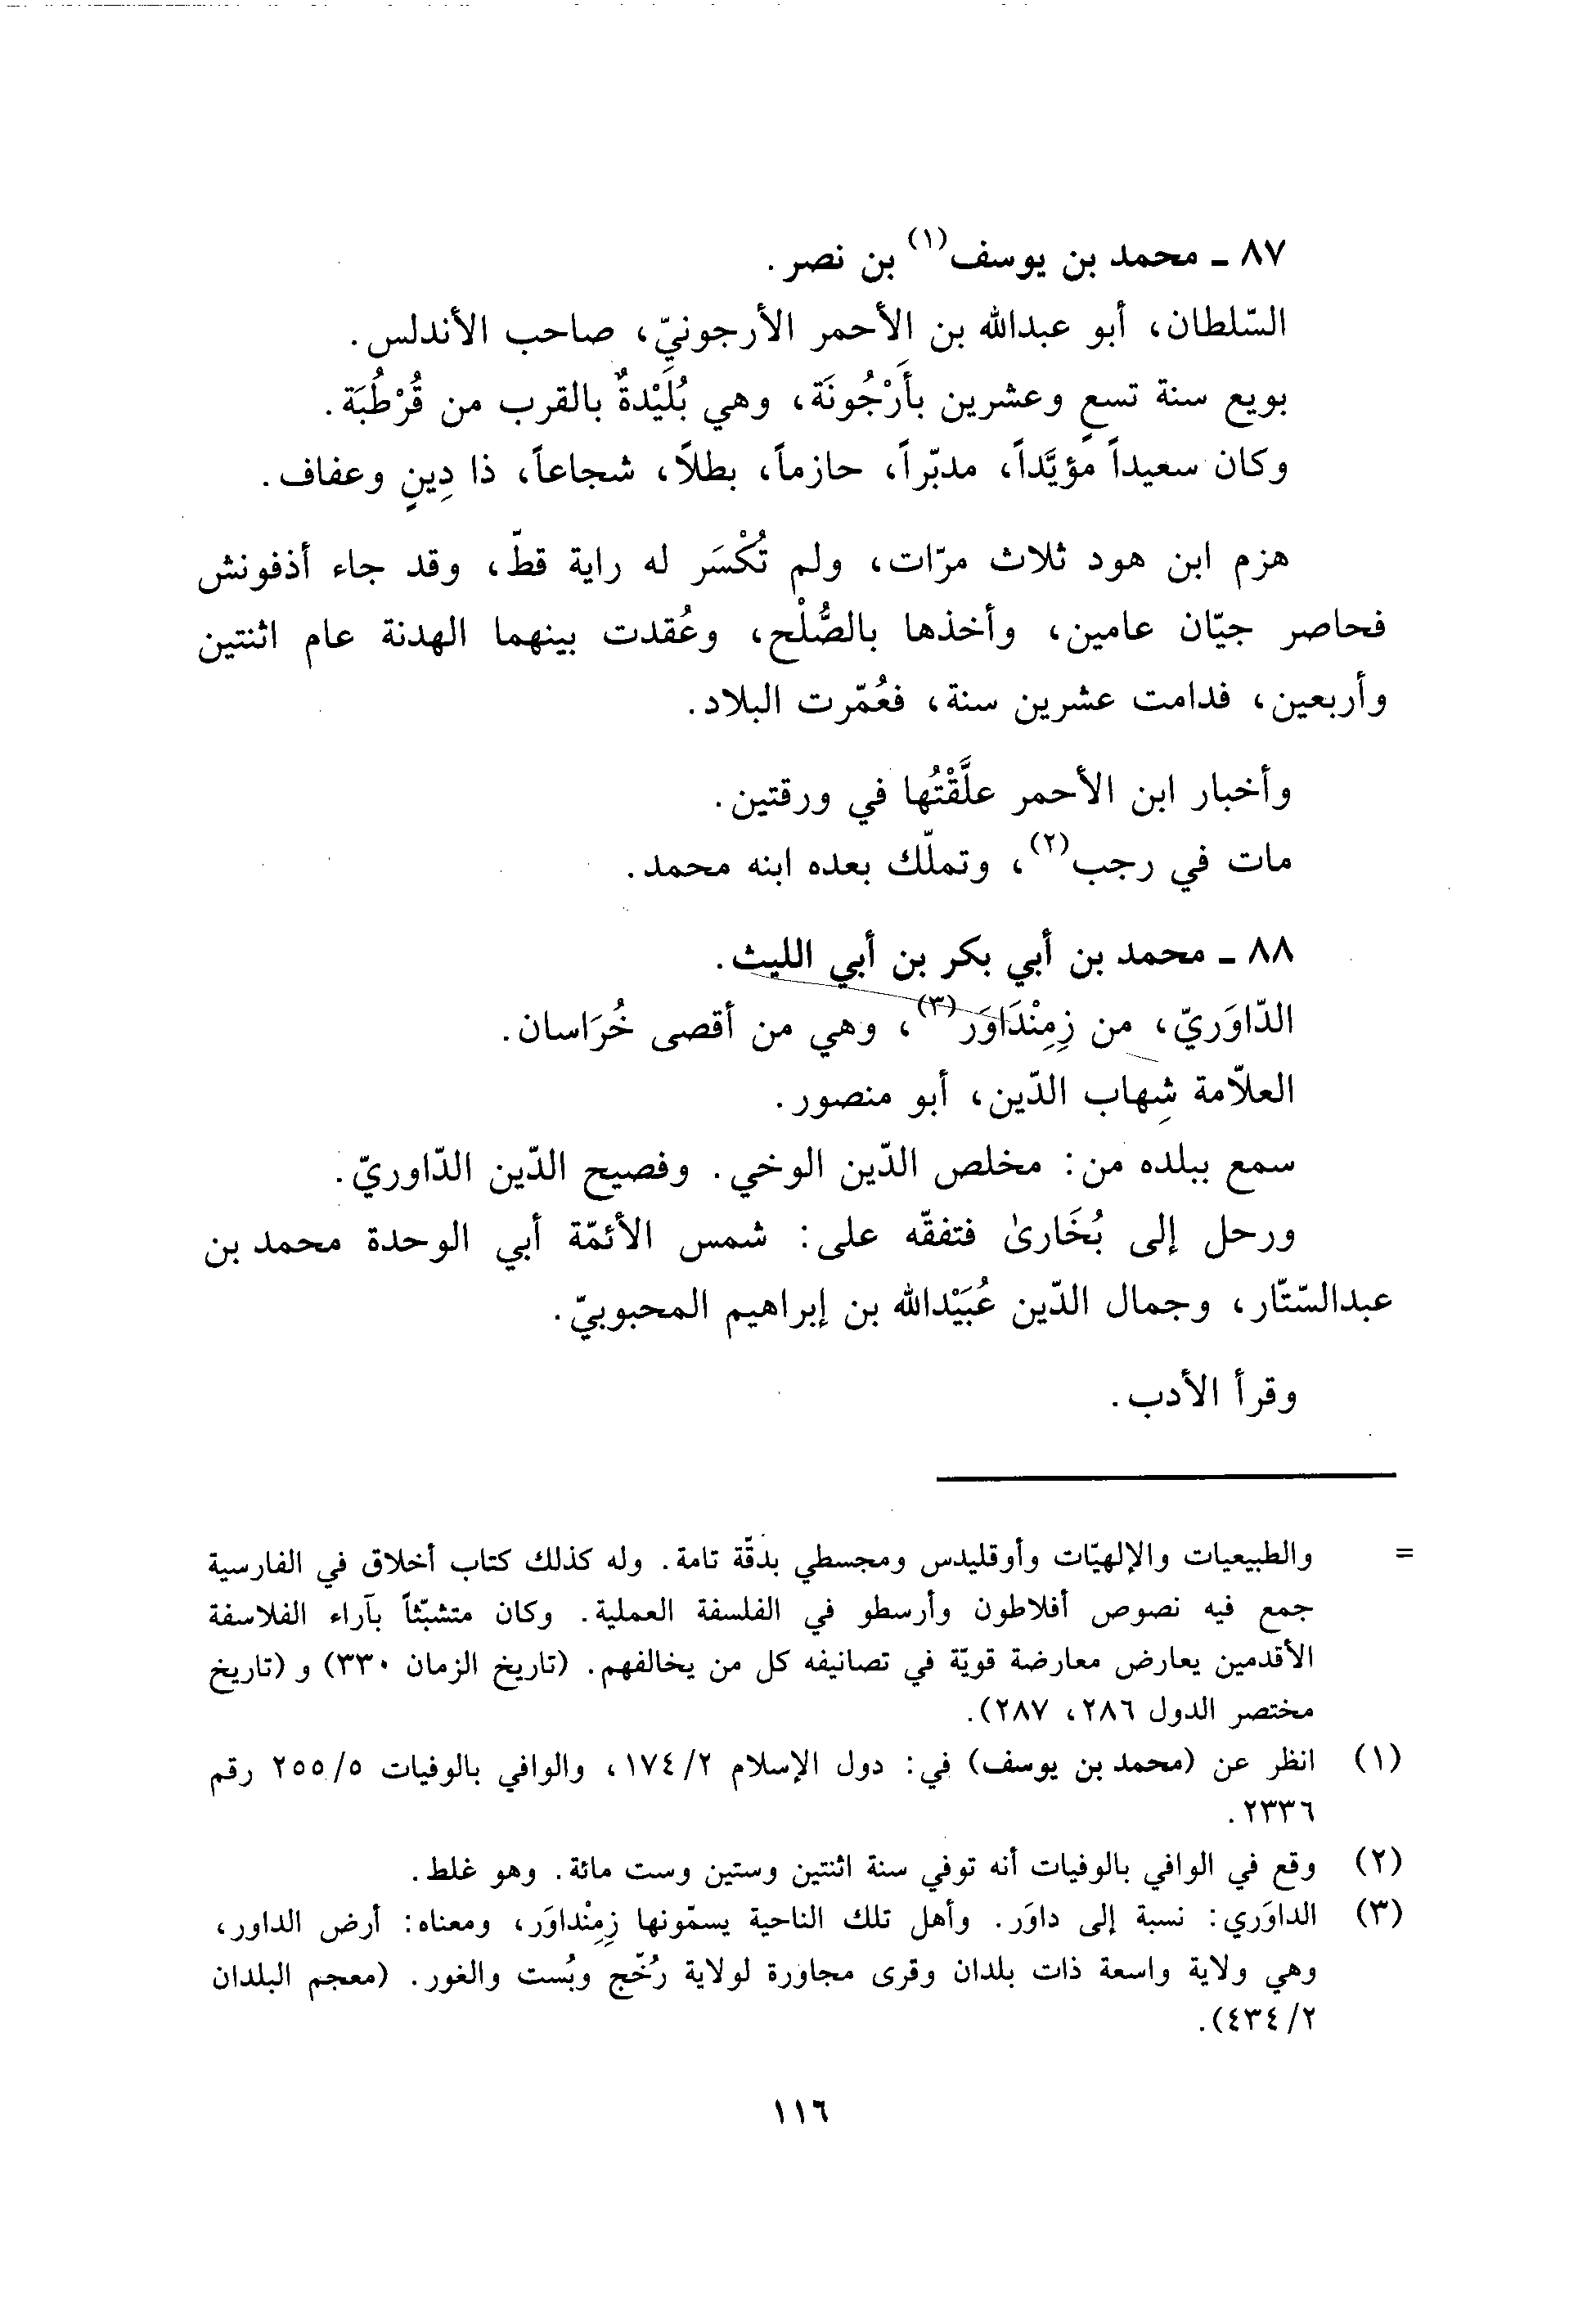 ٨٧ ـ محمد بن يوسف(١) بن نصر.
السّلطان، أبو عبدالله بن الأحمر الأرجونيّ، صاحب الأندلس.
بويع سنة تسعٍ وعشرين بأَرْجُونَة، وهي بُلَيْدةٌ بالقرب من قُرْطُبَة.
وكان سعيداً مؤيَّداً، مدبّراً، حازماً، بطلاً، شجاعاً، ذا دِينٍ وعفاف.
هزم ابن هود ثلاث مرّات، ولم تُكْسَر له راية قطّ، وقد جاء أذفونش
فحاصر جيّان عامين، وأخذها بالصُّلْح، وعُقدت بينهما الهدنة عام اثنتين
وأربعين، فدامت عشرين سنة، فعُمّرت البلاد.
وأخبار ابن الأحمر علَّقْتُها في ورقتين.
مات في رجب(٢)، وتملّك بعده ابنه محمد.
٨٨ ـ محمد بن أبي بكر بن أبي الليث.
الدّاوَريّ، من زِمِنْدَاوَر(٣)، وهي من أقصى خُرَاسان.
العلاّمة شِهاب الدّين، أبو منصور.
سمع ببلده من: مخلص الدّين الوخي. وفصيح الدّين الدّاوريّ.
ورحل إلى بُخَارىٰ فتفقّه على: شمس الأئمّة أبي الوحدة محمد بن
عبدالسّتّار، وجمال الدّين عُبَيْدالله بن إبراهيم المحبوبيّ.
وقرأ الأدب.
= والطبيعيات والإلهيّات وأوقليدس ومجسطي بدقّة تامة. وله كذلك كتاب أخلاق في الفارسية
جمع فيه نصوص أفلاطون وأرسطو في الفلسفة العملية. وكان متشبّثاً بآراء الفلاسفة
الأقدمين يعارض معارضة قويّة في تصانيفه كل من يخالفهم. (تاريخ الزمان ٣٣٠) و (تاريخ
مختصر الدول ٢٨٦، ٢٨٧).
(١) انظر عن (محمد بن يوسف) في: دول الإسلام ١٧٤/٢، والوافي بالوفيات ٢٥٥/٥ رقم
٢٣٣٦.
(٢) وقع في الوافي بالوفيات أنه توفي سنة اثنتين وستين وست مائة. وهو غلط.
(٣) الداوَري: نسبة إلى داوَر. وأهل تلك الناحية يسمّونها زِمِنْداوَر، ومعناه: أرض الداور،
وهي ولاية واسعة ذات بلدان وقرى مجاورة لولاية رُخّج وبُست والغور. (معجم البلدان
٤٣٤/٢).
١١٦